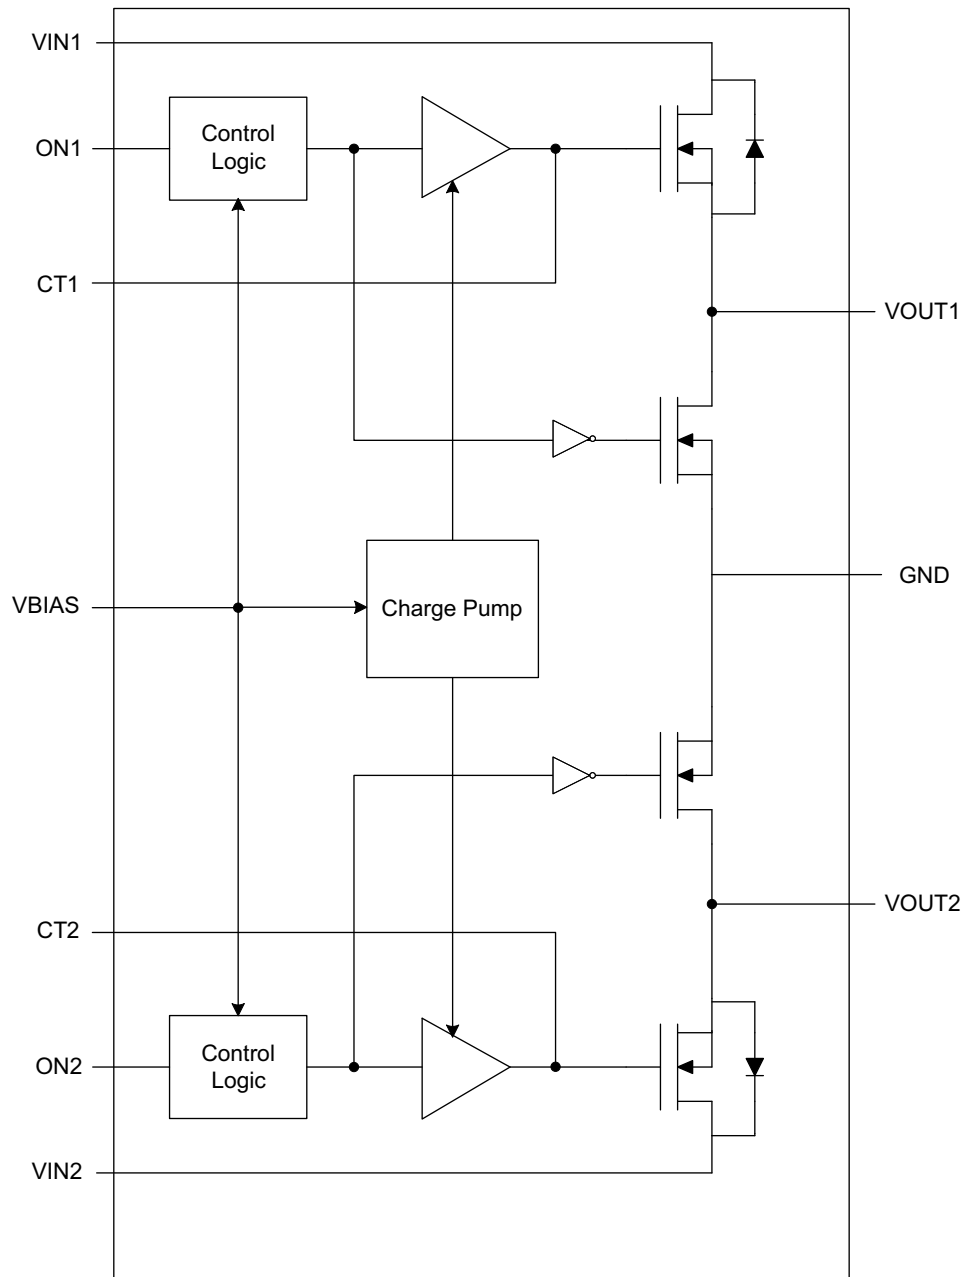 VIN1
ON1
Control
Logic
CT1
VOUT1
GND
VBIAS
Charge Pump
VOUT2
CT2
ON2
Control
Logic
VIN2